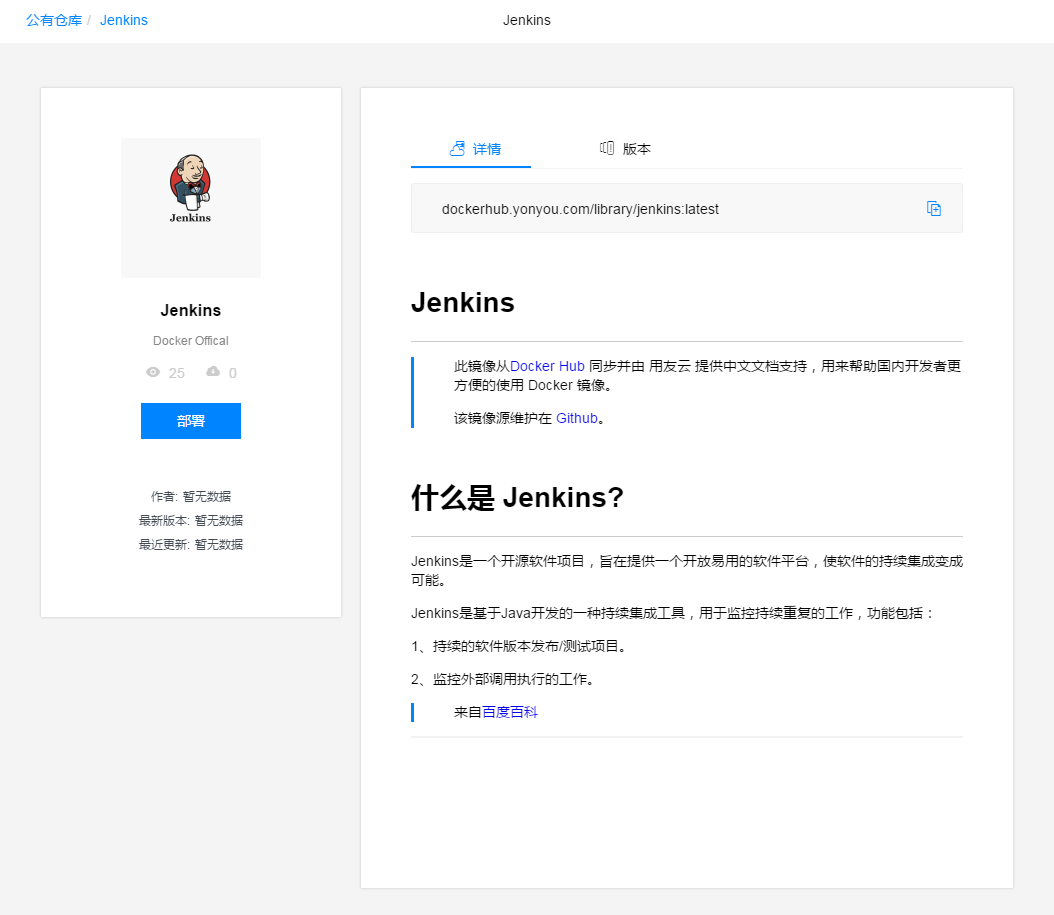 公有仓库 / Jenkins
Jenkins
Jenkins
Jenkins
Docker Offical
25 0
部署
作者: 暂无数据
最新版本: 暂无数据
最近更新: 暂无数据
详情 版本
dockerhub.yonyou.com/library/jenkins:latest
Jenkins
此镜像从Docker Hub 同步并由 用友云 提供中文文档支持，用来帮助国内开发者更
方便的使用 Docker 镜像。
该镜像源维护在 Github。
什么是 Jenkins?
Jenkins是一个开源软件项目，旨在提供一个开放易用的软件平台，使软件的持续集成变成
可能。
Jenkins是基于Java开发的一种持续集成工具，用于监控持续重复的工作，功能包括：
1、持续的软件版本发布/测试项目。
2、监控外部调用执行的工作。
来自百度百科